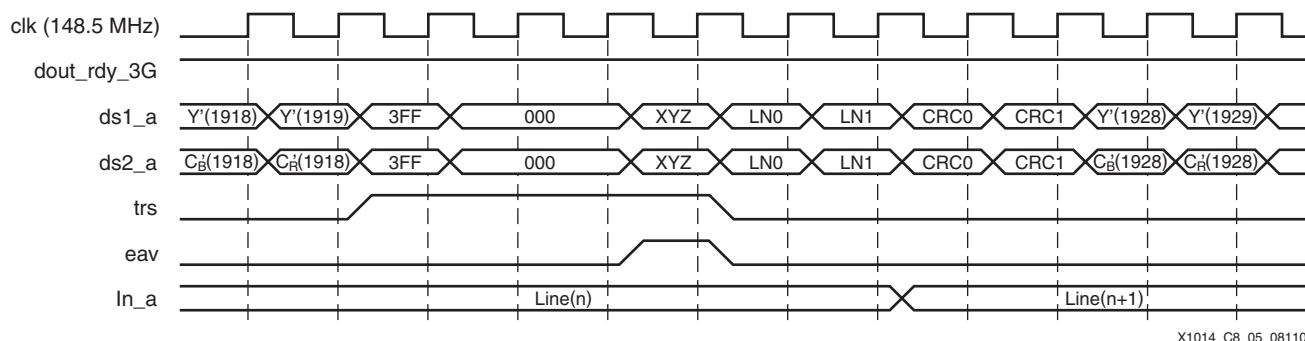 clk (148.5 MHz)
dout_rdy_3G
ds1_a Y'(1918) Y'(1919) 3FF 000 XYZ LN0 LN1 CRC0 CRC1 Y'(1928) Y'(1929)
ds2_a C'B(1918) C'R(1918) 3FF 000 XYZ LN0 LN1 CRC0 CRC1 C'B(1928) C'R(1928)
trs
eav
ln_a Line(n) Line(n+1)
X1014_C8_05_08110